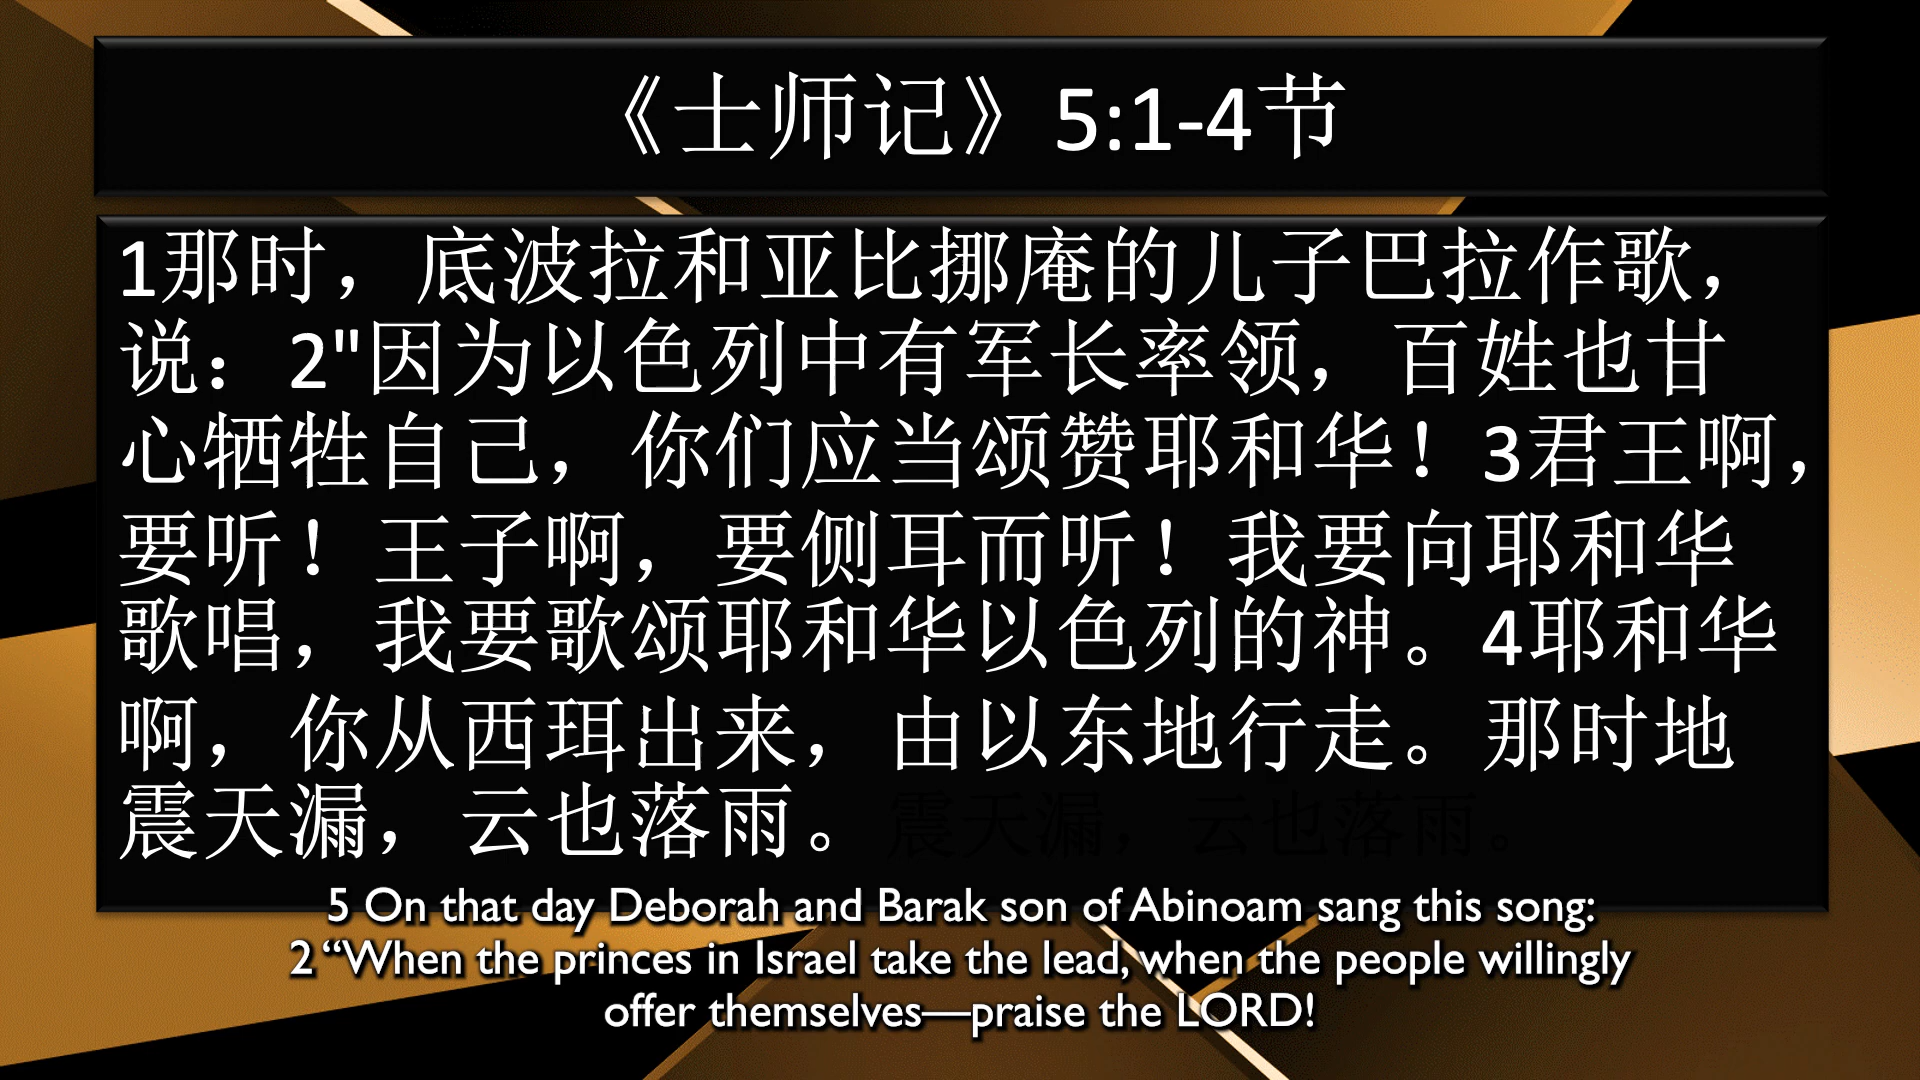 《士师记》5:1-4节
1那时，底波拉和亚比挪庵的儿子巴拉作歌，
说：2"因为以色列中有军长率领，百姓也甘
心牺牲自己，你们应当颂赞耶和华！3君王啊，
要听！王子啊，要侧耳而听！我要向耶和华
歌唱，我要歌颂耶和华以色列的神。4耶和华
啊，你从西珥出来，由以东地行走。那时地
震天漏，云也落雨。震天漏，云也落雨。
5 On that day Deborah and Barak son of Abinoam sang this song:
2 “When the princes in Israel take the lead, when the people willingly
offer themselves—praise the LORD!